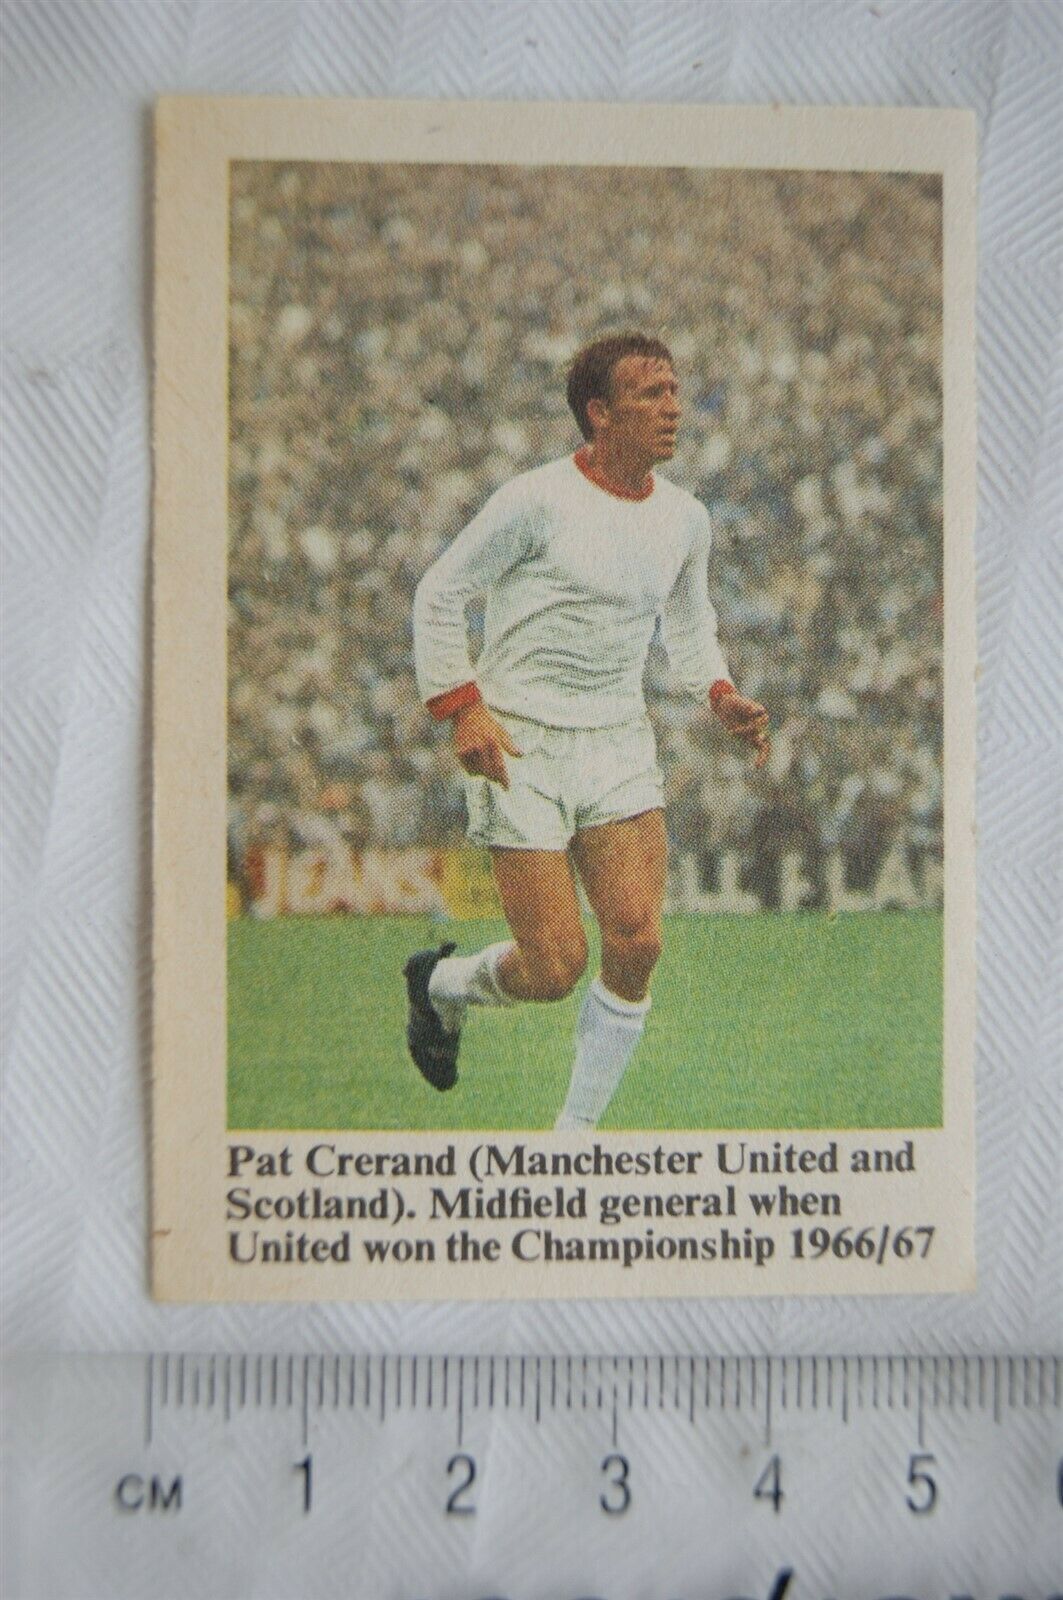 JEANS
Pat Crerand (Manchester United and
Scotland). Midfield general when
United won the Championship 1966/67
CM 1 2 3 4 5